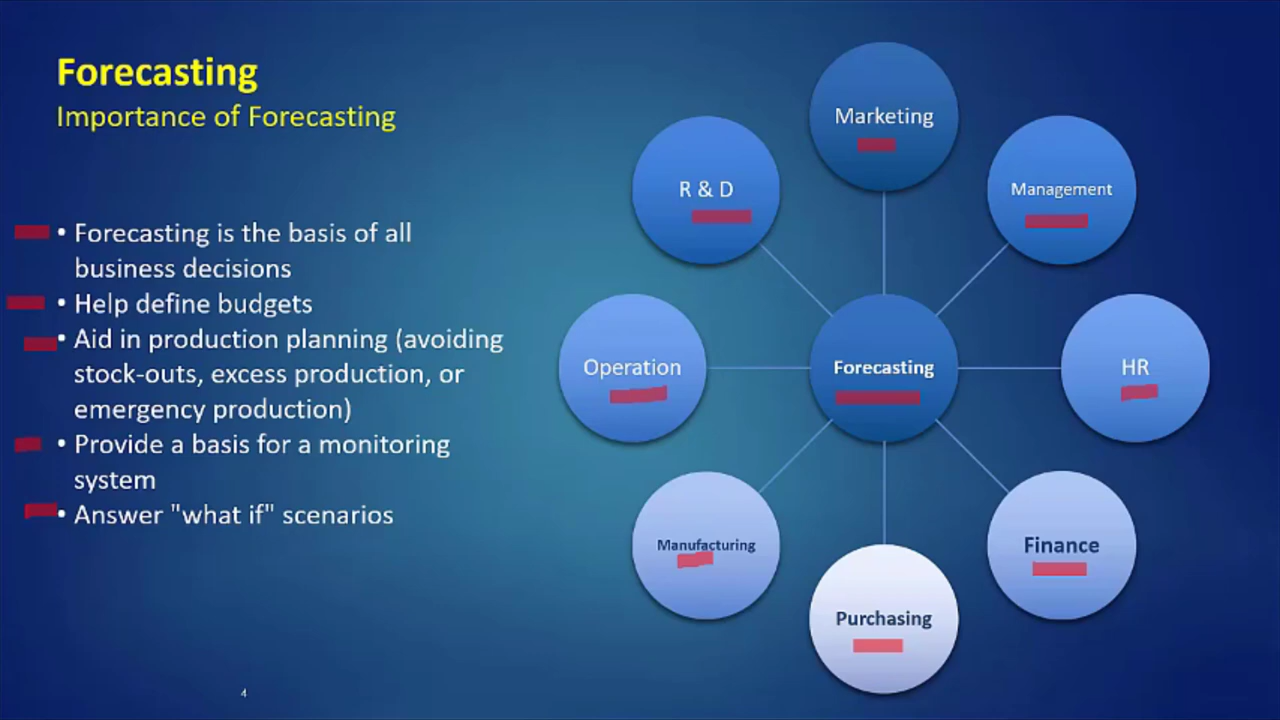 Forecasting
Importance of Forecasting
• Forecasting is the basis of all
business decisions
• Help define budgets
• Aid in production planning (avoiding
stock-outs, excess production, or
emergency production)
• Provide a basis for a monitoring
system
• Answer "what if" scenarios
Marketing
R & D
Management
Operation
Forecasting
HR
Manufacturing
Finance
Purchasing
4